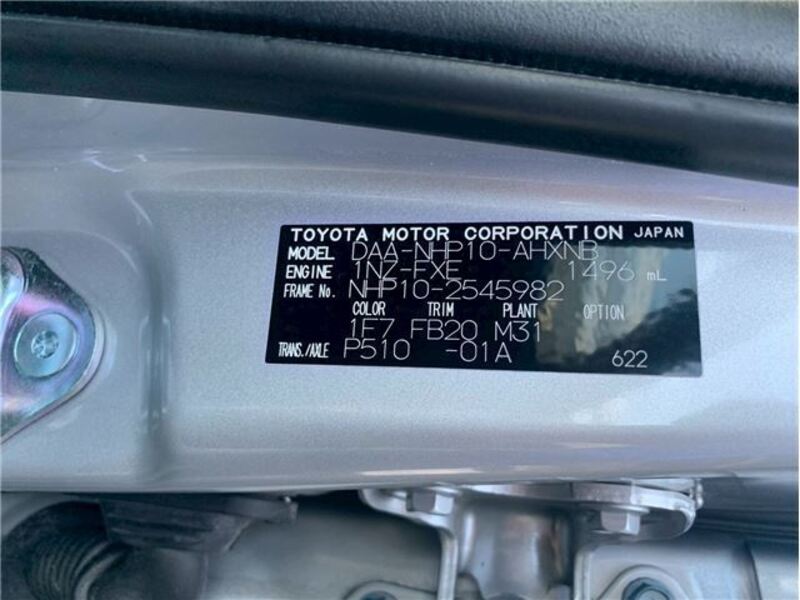 TOYOTA MOTOR CORPORATION JAPAN
MODEL DAA-NHP10-AHXNB
ENGINE 1NZ-FXE 1496 mL
FRAME No. NHP10-2545982
COLOR TRIM PLANT OPTION
1F7 FB20 M31
TRANS./AXLE P510 -01A 622